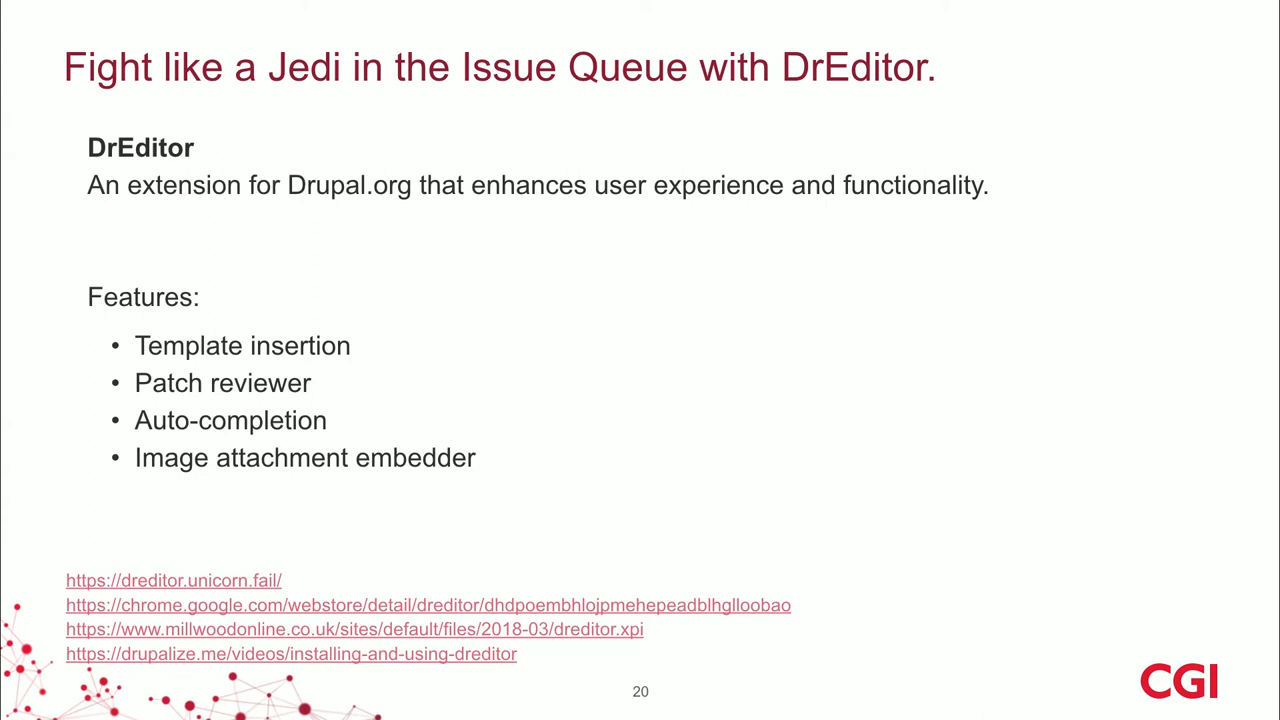 Fight like a Jedi in the Issue Queue with DrEditor.
DrEditor
An extension for Drupal.org that enhances user experience and functionality.
Features:
• Template insertion
• Patch reviewer
• Auto-completion
• Image attachment embedder
https://dreditor.unicorn.fail/
https://chrome.google.com/webstore/detail/dreditor/dhdpoembhlojpmehepeadblhglloobao
https://www.millwoodonline.co.uk/sites/default/files/2018-03/dreditor.xpi
https://drupalize.me/videos/installing-and-using-dreditor
20
CGI